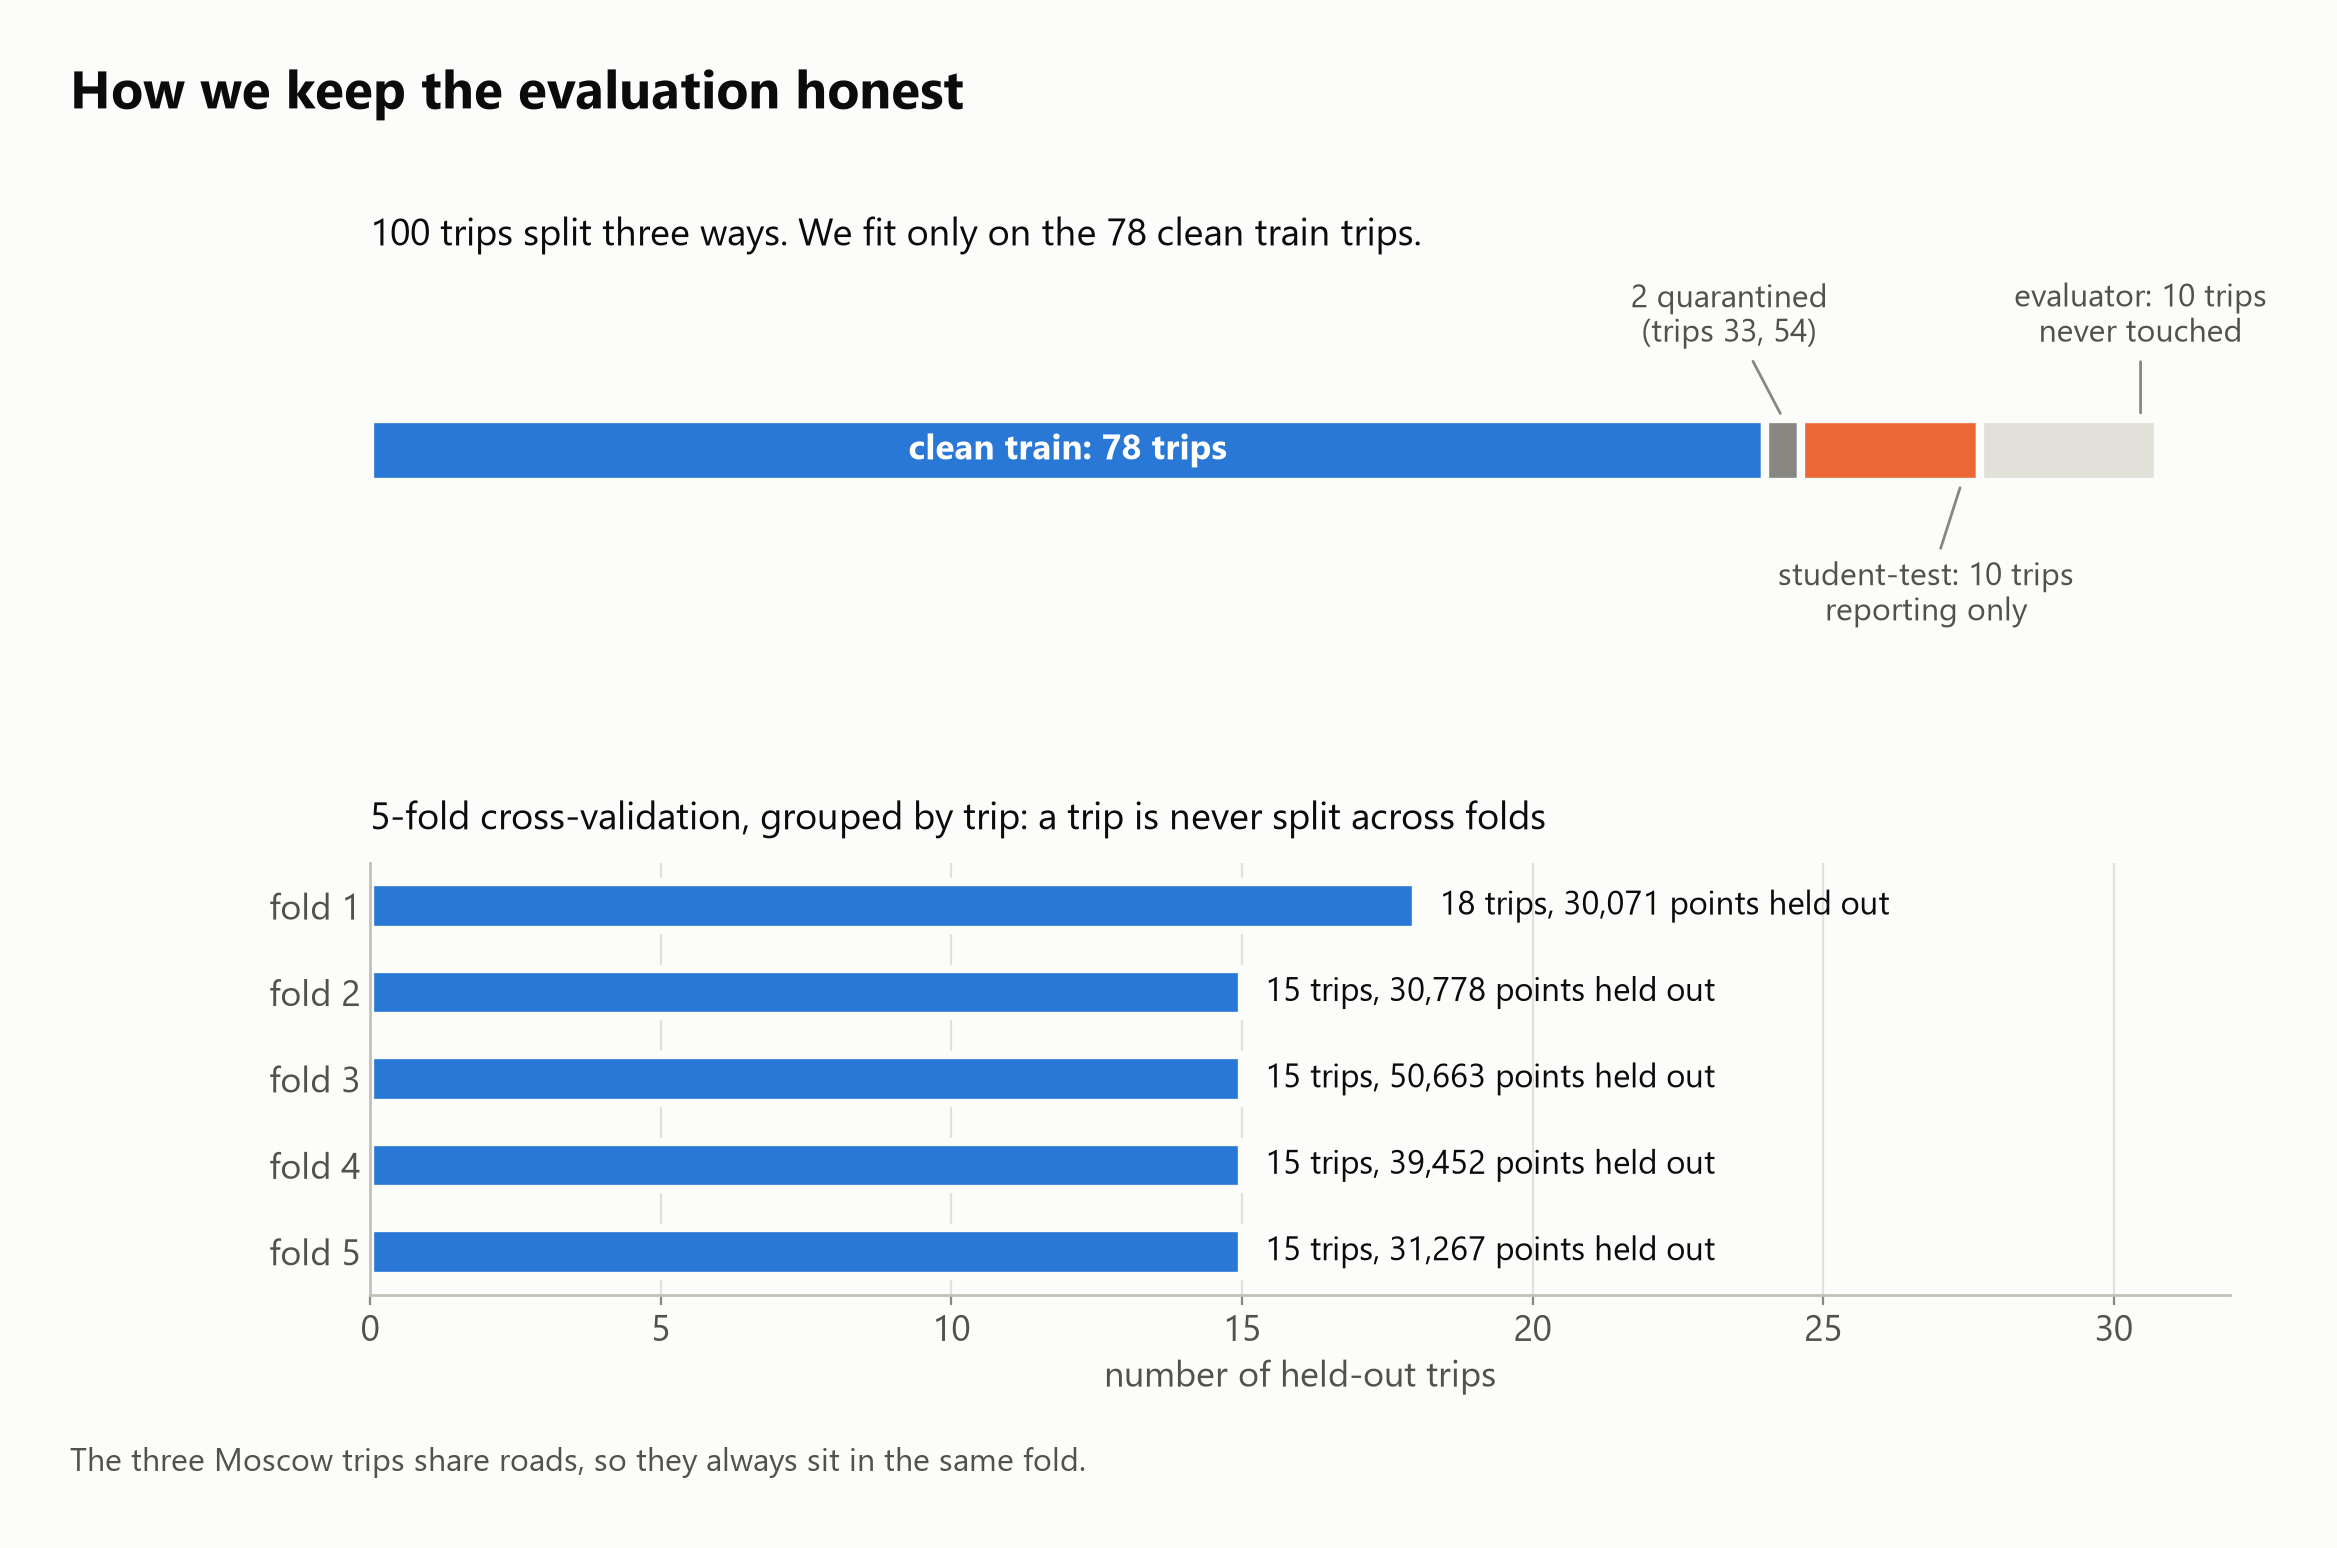 How we keep the evaluation honest
100 trips split three ways. We fit only on the 78 clean train trips.
2 quarantined
(trips 33, 54)
evaluator: 10 trips
never touched
clean train: 78 trips
student-test: 10 trips
reporting only
5-fold cross-validation, grouped by trip: a trip is never split across folds
fold 1
18 trips, 30,071 points held out
fold 2
15 trips, 30,778 points held out
fold 3
15 trips, 50,663 points held out
fold 4
15 trips, 39,452 points held out
fold 5
15 trips, 31,267 points held out
0 5 10 15 20 25 30
number of held-out trips
The three Moscow trips share roads, so they always sit in the same fold.